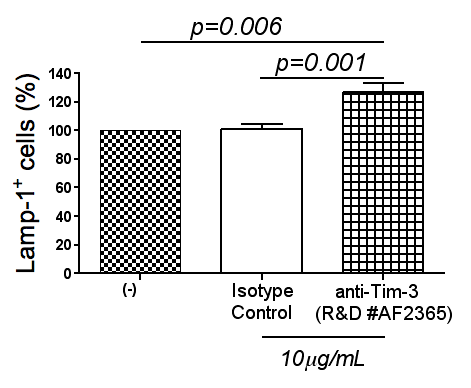 p=0.006
p=0.001
Lamp-1+ cells (%)
140
120
100
80
60
40
20
0
(-)
Isotype
Control
anti-Tim-3
(R&D #AF2365)
10µg/mL